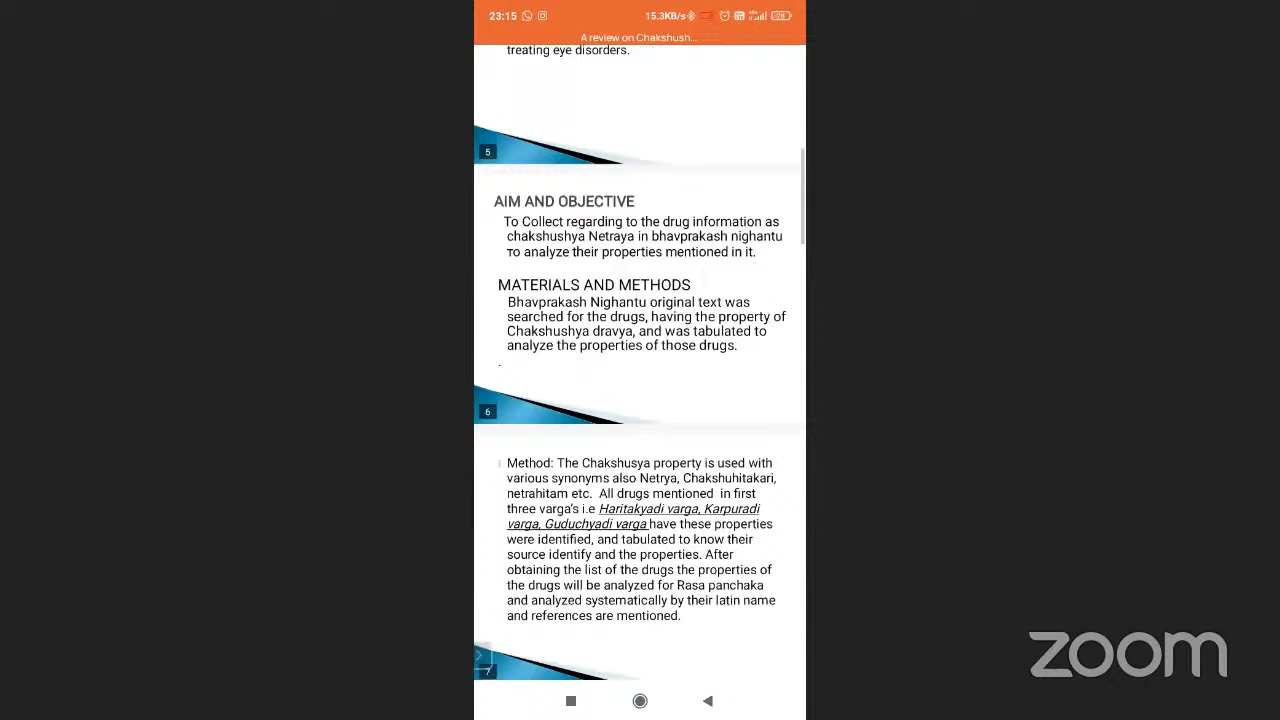 23:15
15.3KB/s
A review on Chakshush...
treating eye disorders.
5
AIM AND OBJECTIVE
To Collect regarding to the drug information as
chakshushya Netraya in bhavprakash nighantu
To analyze their properties mentioned in it.
MATERIALS AND METHODS
Bhavprakash Nighantu original text was
searched for the drugs, having the property of
Chakshushya dravya, and was tabulated to
analyze the properties of those drugs.
.
6
Method: The Chakshusya property is used with
various synonyms also Netrya, Chakshuhitakari,
netrahitam etc. All drugs mentioned in first
three varga's i.e Haritakyadi varga, Karpuradi
varga, Guduchyadi varga have these properties
were identified, and tabulated to know their
source identify and the properties. After
obtaining the list of the drugs the properties of
the drugs will be analyzed for Rasa panchaka
and analyzed systematically by their latin name
and references are mentioned.
7
zoom